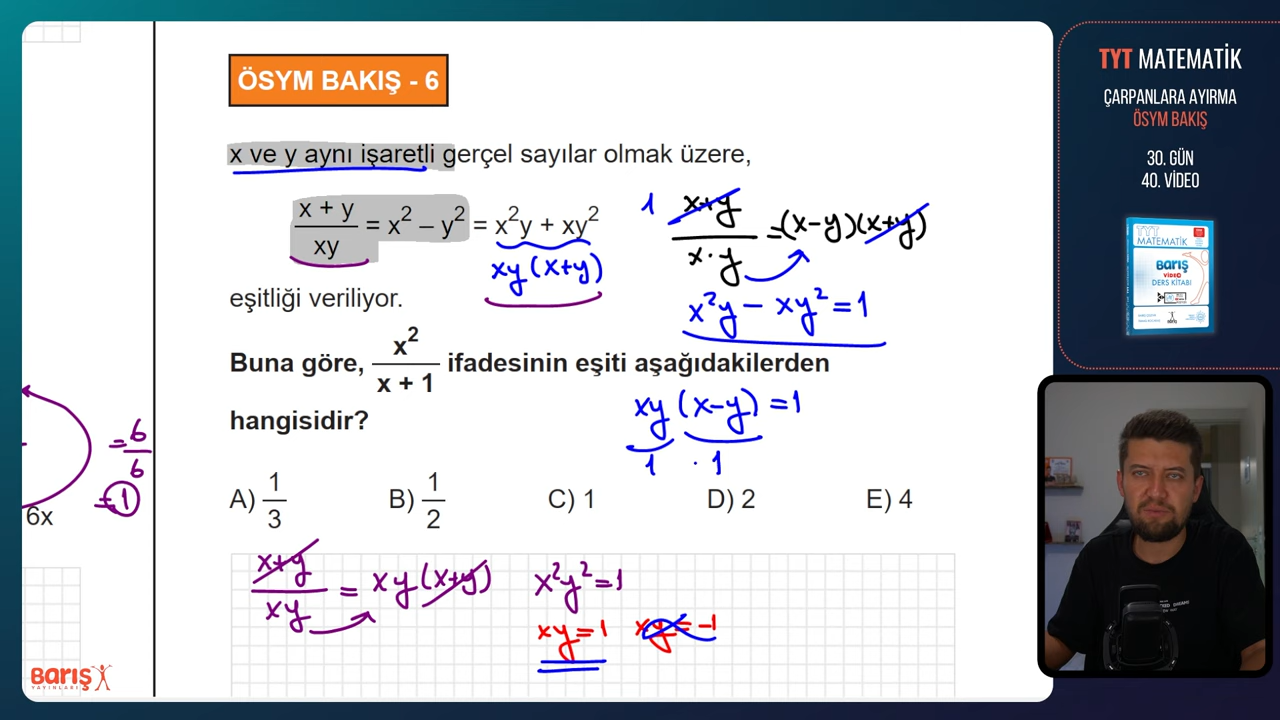 ÖSYM BAKIŞ - 6
x ve y aynı işaretli gerçel sayılar olmak üzere,
(x + y)/(xy) = x² – y² = x²y + xy²
xy (x+y)
eşitliği veriliyor.
Buna göre, x²/(x + 1) ifadesinin eşiti aşağıdakilerden
hangisidir?
A) 1/3 B) 1/2 C) 1 D) 2 E) 4
1 (x+y)/(x·y) = (x-y)(x+y)
x²y - xy² = 1
xy (x-y) = 1
1 · 1
(x+y)/(xy) = xy (x+y)
x²y² = 1
xy = 1 xy = -1
= 6/6
= 1
6x
BARIŞ
YAYINLARI
TYT MATEMATİK
ÇARPANLARA AYIRMA
ÖSYM BAKIŞ
30. GÜN
40. VİDEO
TYT
MATEMATİK
BARIŞ
VİDEO
DERS KİTABI